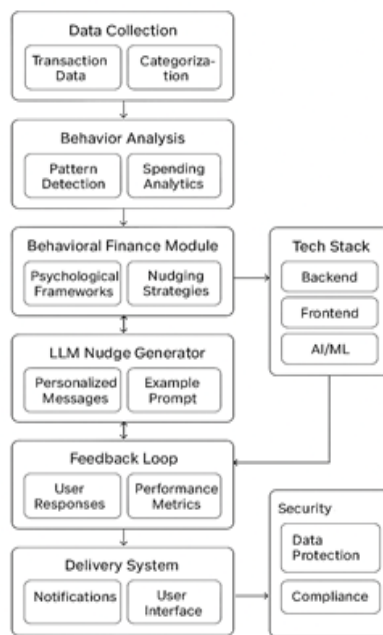 Data Collection
Transaction
Data
Categoriza-
tion
Behavior Analysis
Pattern
Detection
Spending
Analytics
Behavioral Finance Module
Psychological
Frameworks
Nudging
Strategies
Tech Stack
Backend
Frontend
AI/ML
LLM Nudge Generator
Personalized
Messages
Example
Prompt
Feedback Loop
User
Responses
Performance
Metrics
Security
Data
Protection
Compliance
Delivery System
Notifications
User
Interface